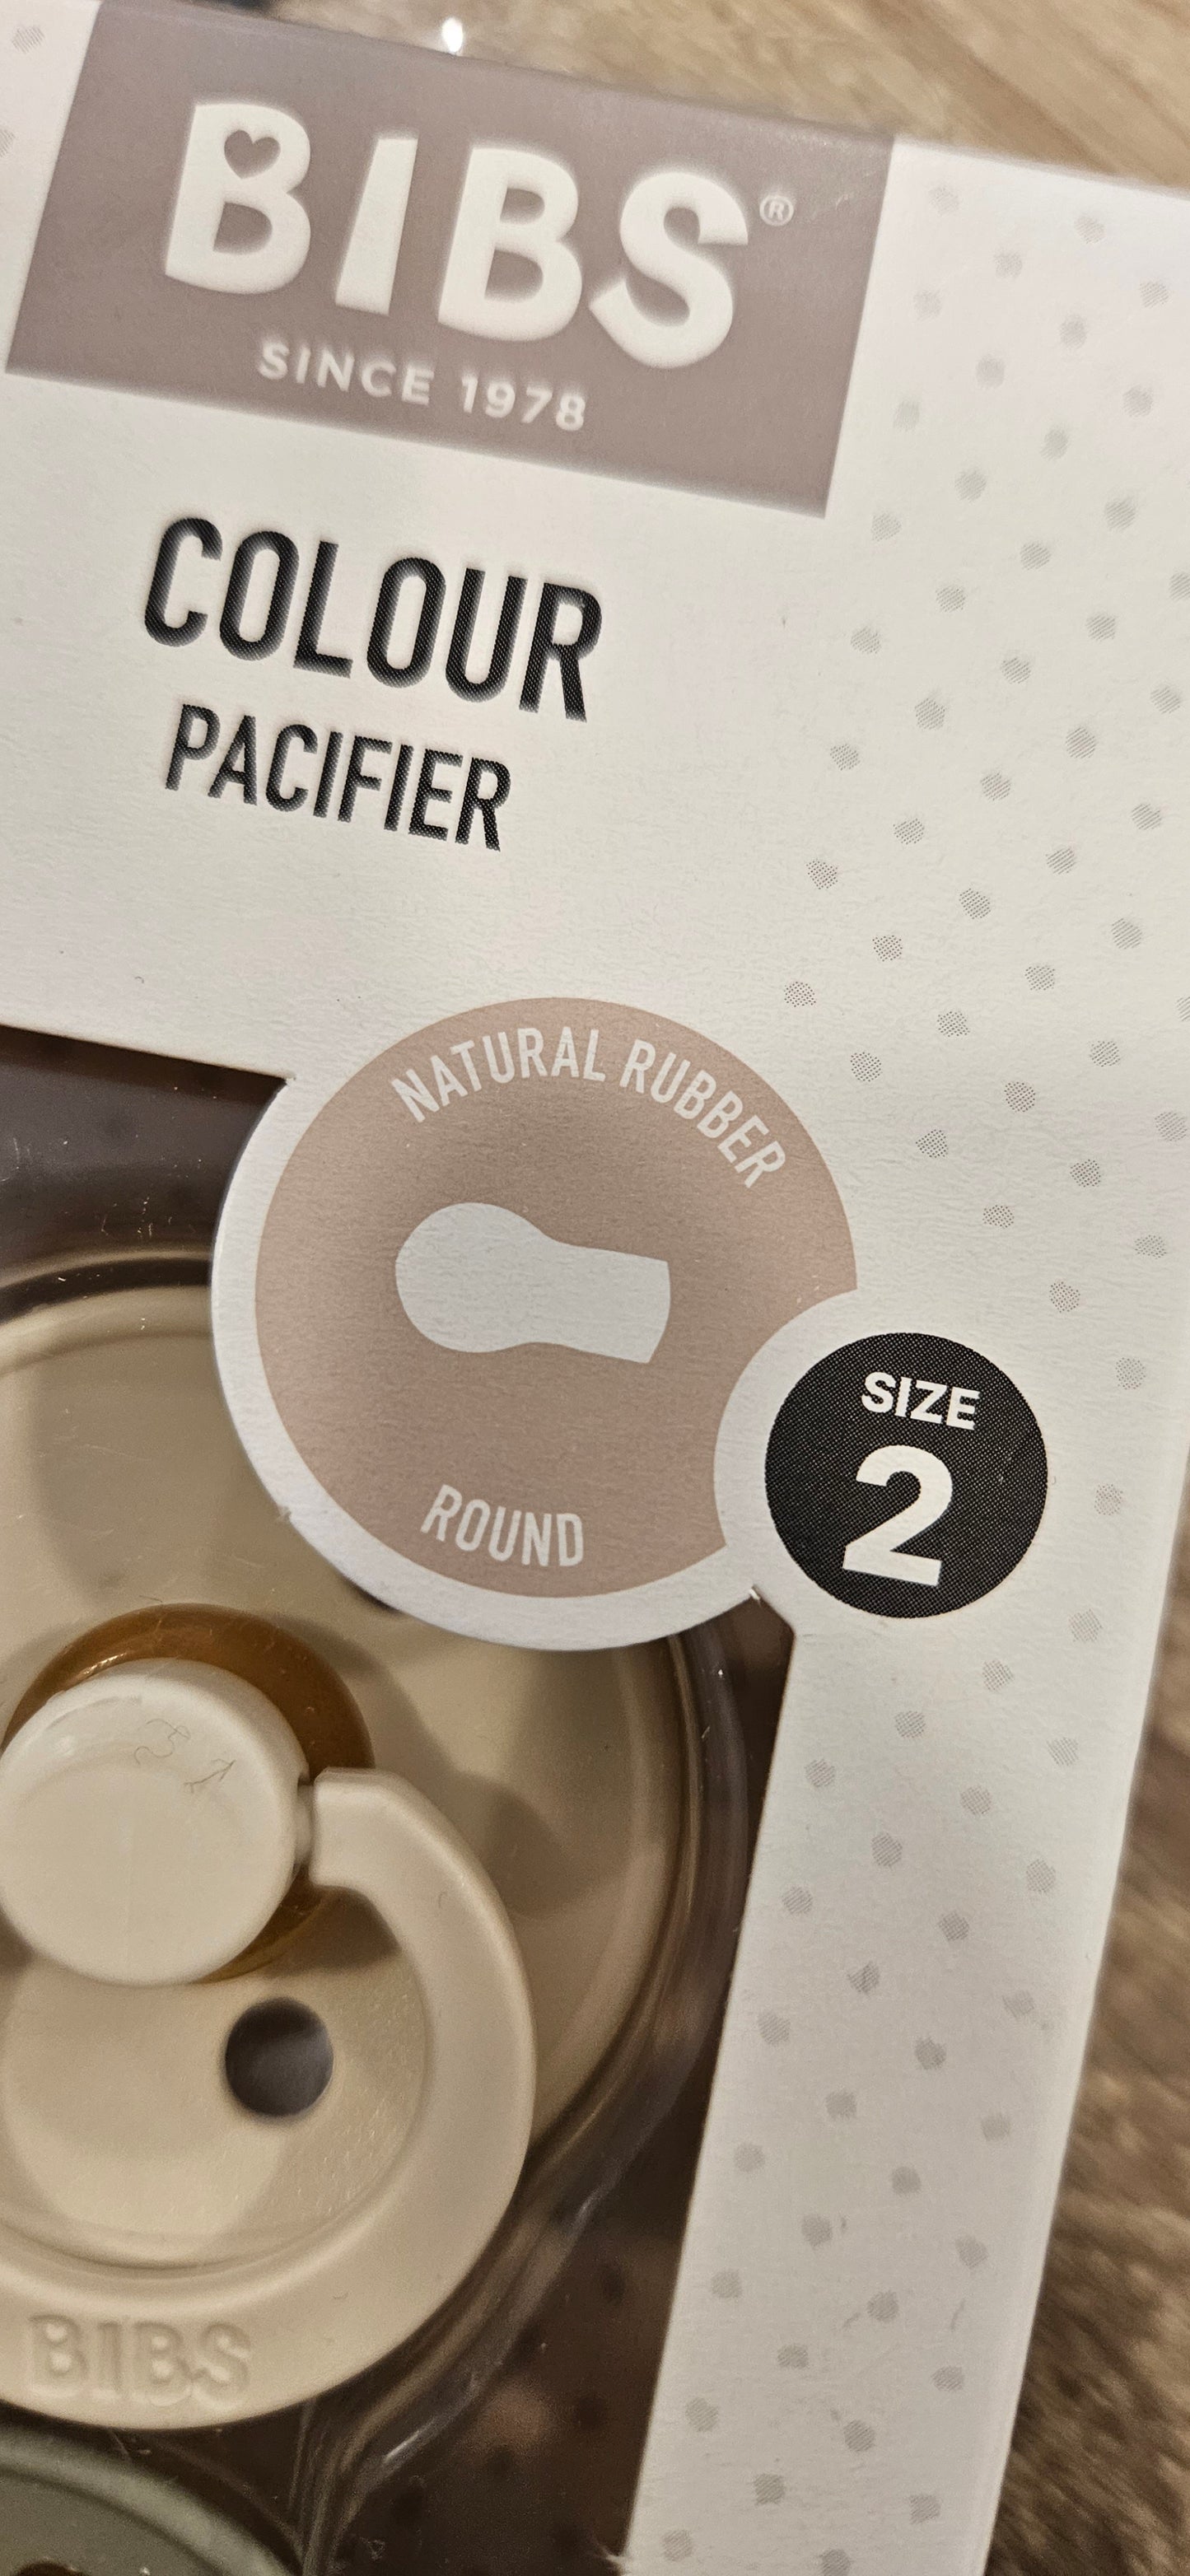 BIBS®
SINCE 1978
COLOUR
PACIFIER
NATURAL RUBBER
ROUND
SIZE
2
BIBS